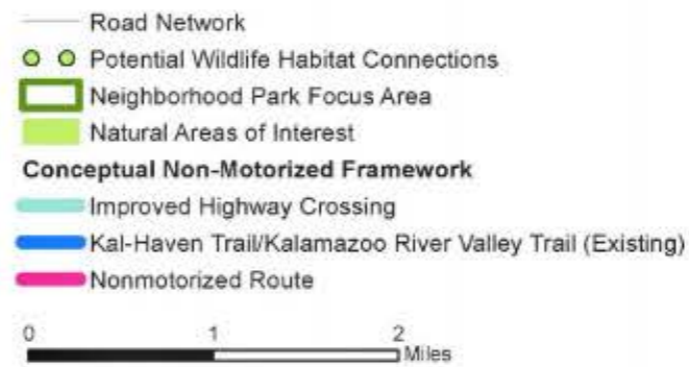 Road Network
Potential Wildlife Habitat Connections
Neighborhood Park Focus Area
Natural Areas of Interest
Conceptual Non-Motorized Framework
Improved Highway Crossing
Kal-Haven Trail/Kalamazoo River Valley Trail (Existing)
Nonmotorized Route
0 1 2
Miles